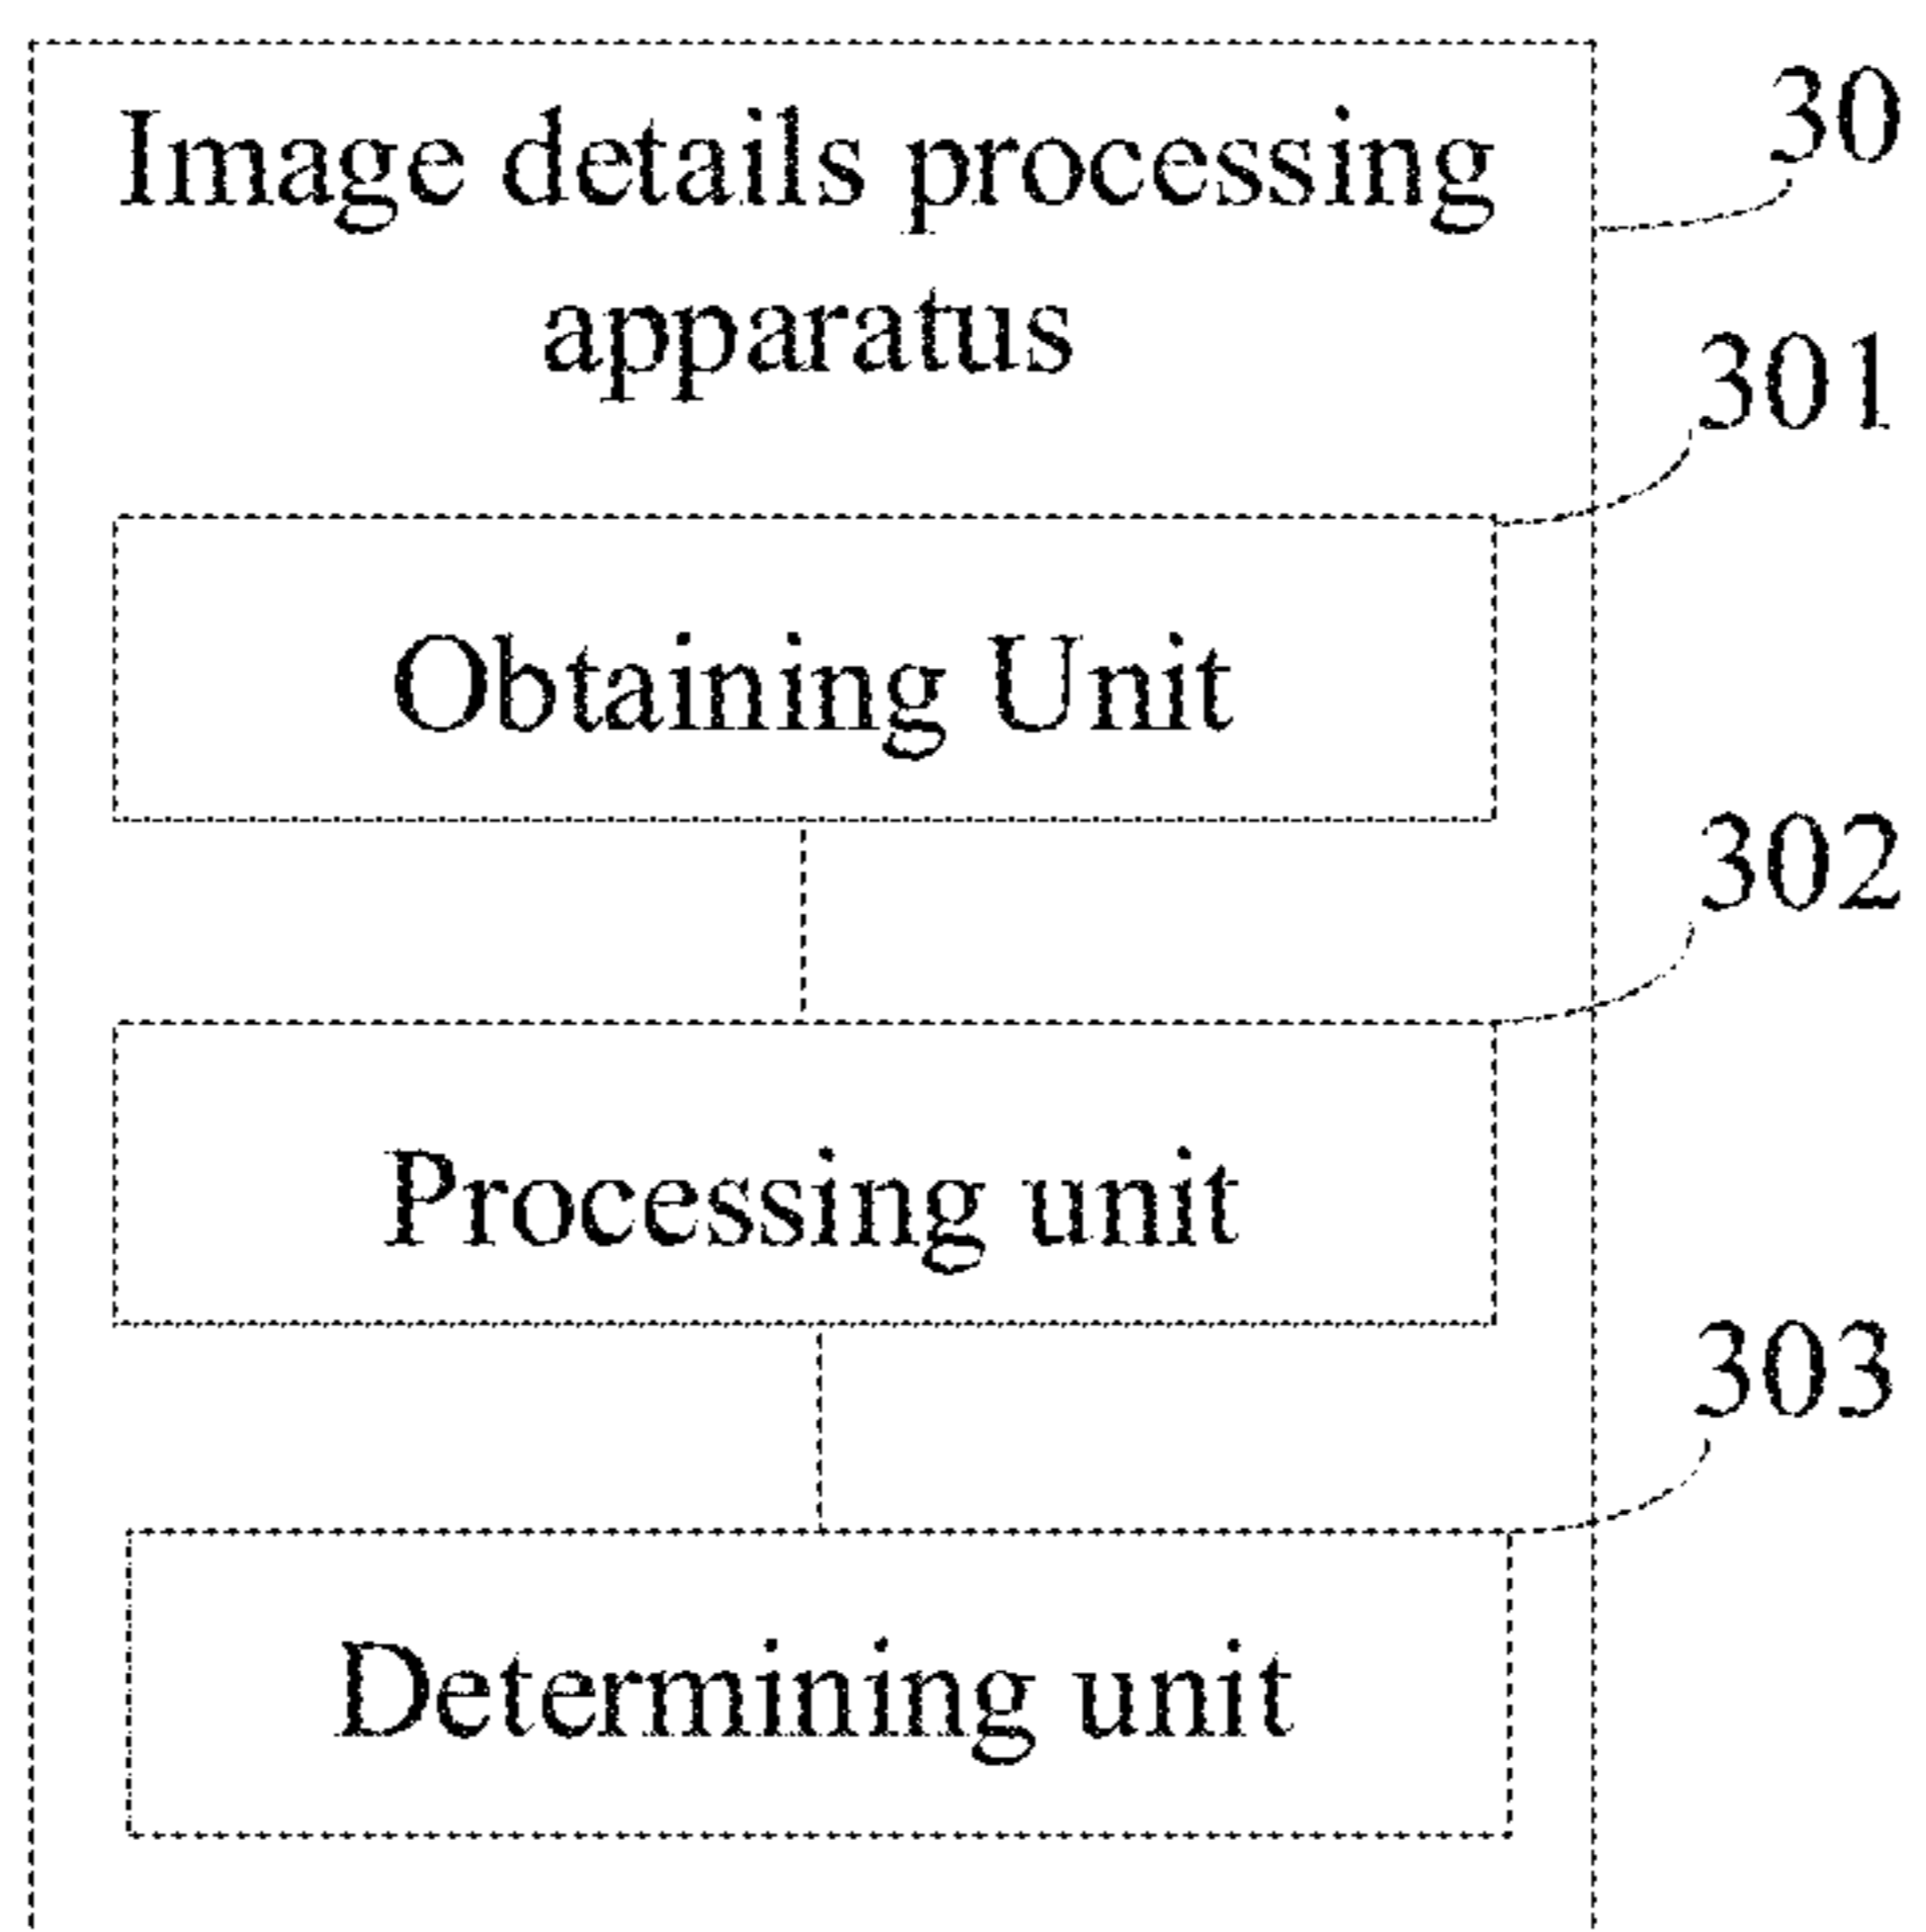 Image details processing
apparatus
30
301
Obtaining Unit
302
Processing unit
303
Determining unit